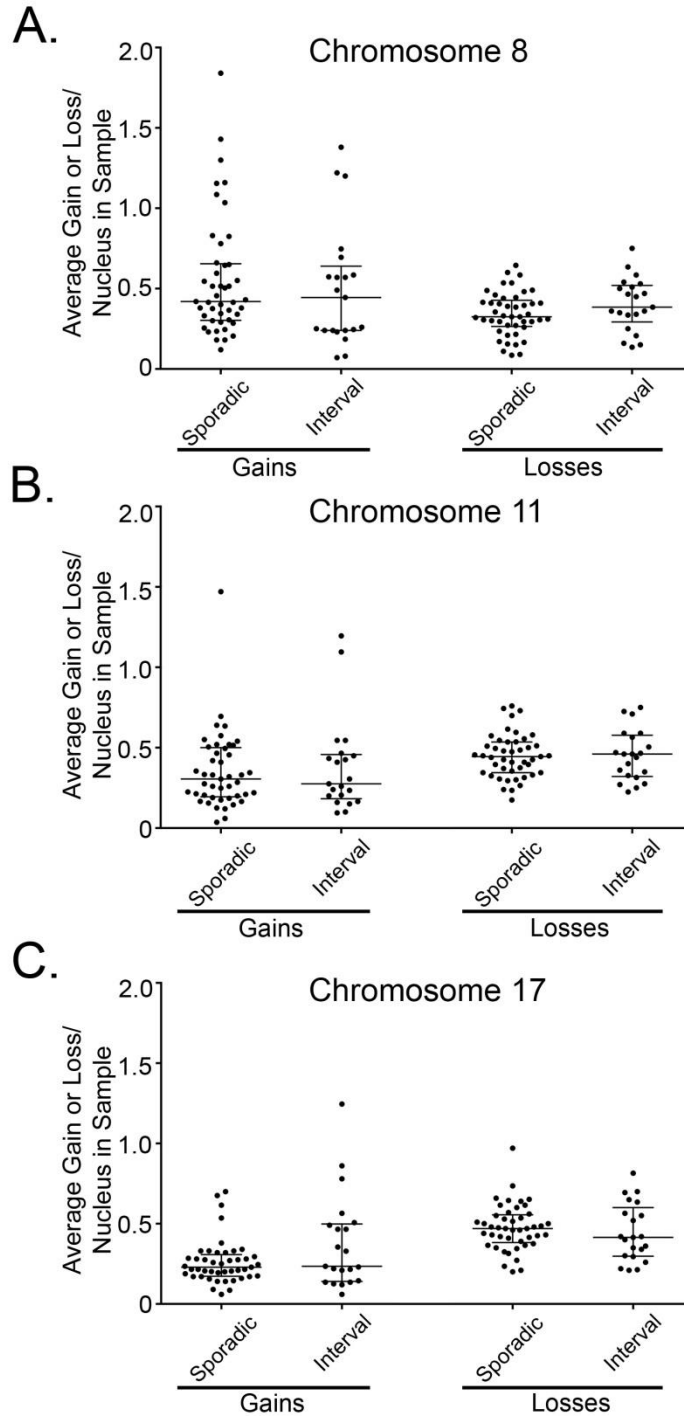 A.
Chromosome 8
Average Gain or Loss/
Nucleus in Sample
2.0
1.5
1.0
0.5
0
Sporadic
Interval
Sporadic
Interval
Gains
Losses
B.
Chromosome 11
Average Gain or Loss/
Nucleus in Sample
2.0
1.5
1.0
0.5
0
Sporadic
Interval
Sporadic
Interval
Gains
Losses
C.
Chromosome 17
Average Gain or Loss/
Nucleus in Sample
2.0
1.5
1.0
0.5
0
Sporadic
Interval
Sporadic
Interval
Gains
Losses